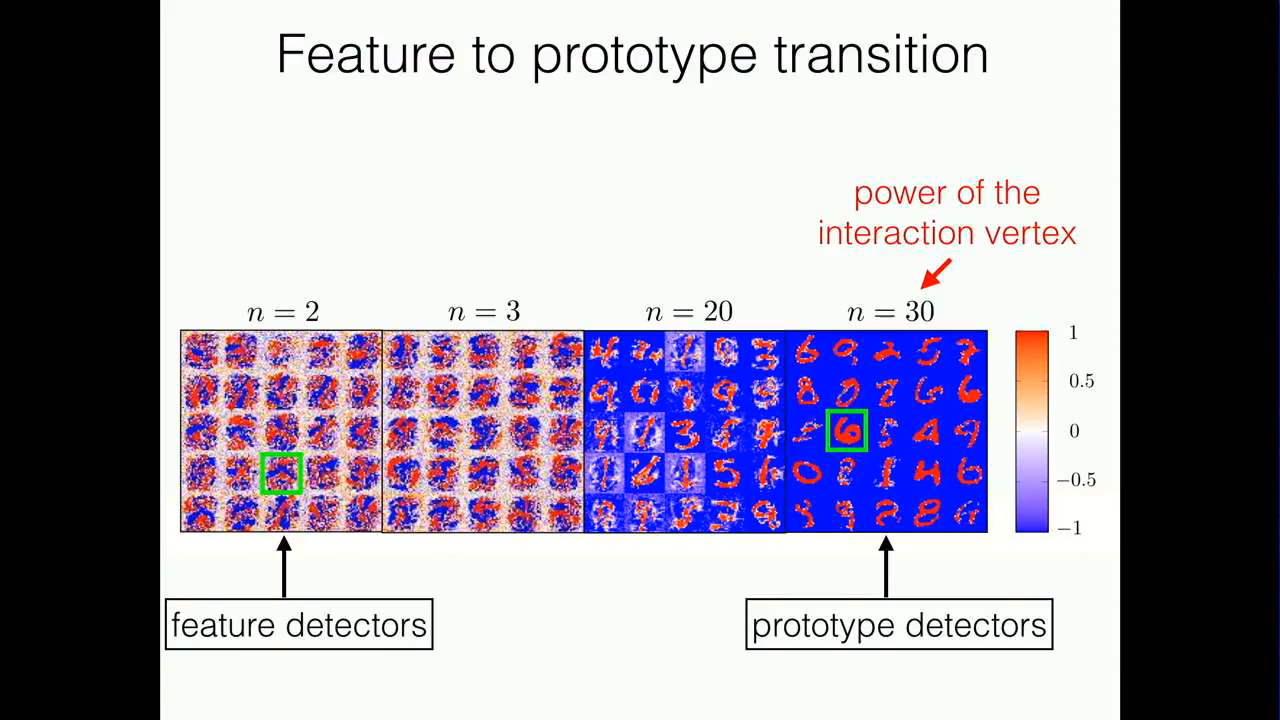 Feature to prototype transition
power of the
interaction vertex
n = 2
n = 3
n = 20
n = 30
1
0.5
0
−0.5
−1
feature detectors
prototype detectors